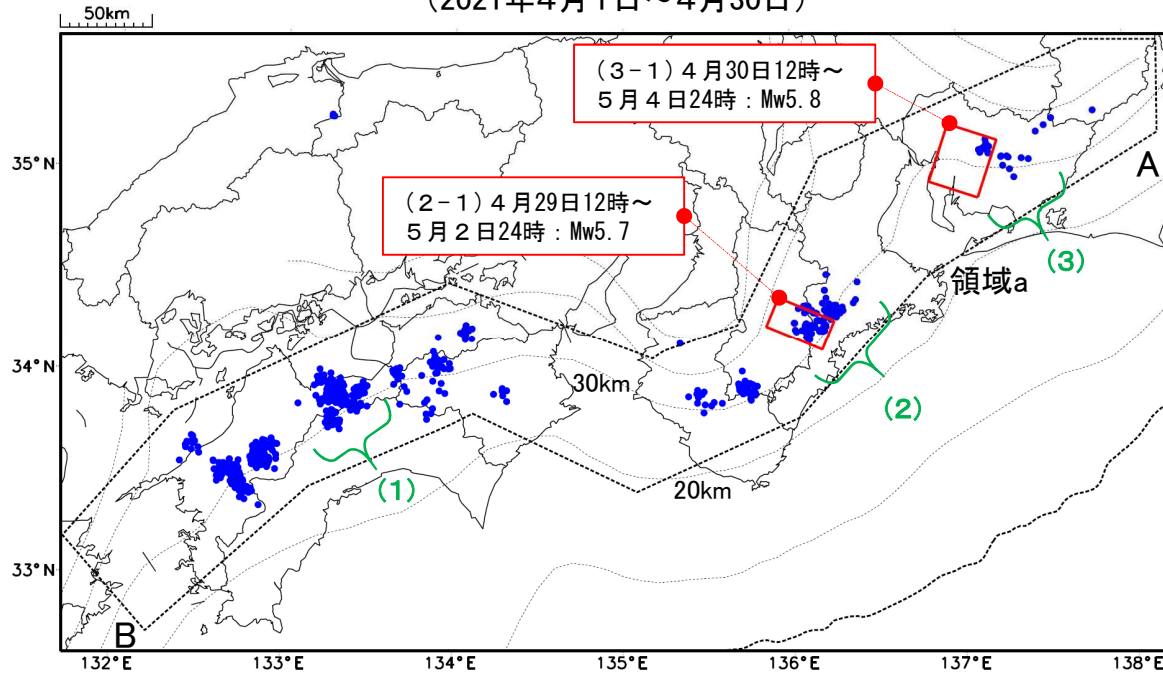 (2021年4月1日～4月30日)
50km
(3-1)4月30日12時～
5月4日24時：Mw5.8
35°N
A
(2-1)4月29日12時～
5月2日24時：Mw5.7
(3)
領域a
34°N
30km
(2)
20km
(1)
33°N
B
132°E 133°E 134°E 135°E 136°E 137°E 138°E